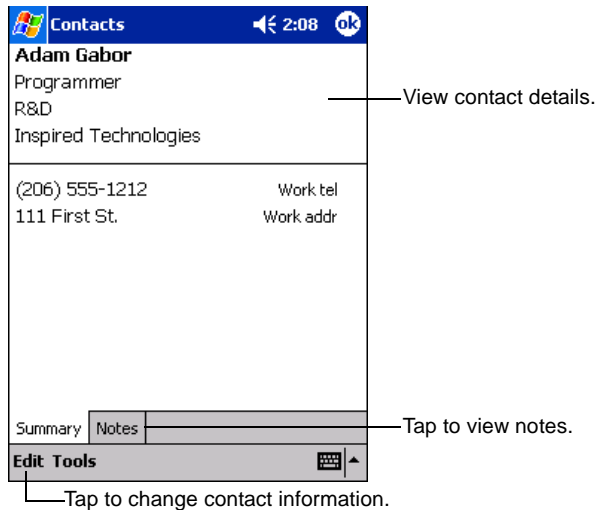 Contacts 2:08 ok
Adam Gabor
Programmer
R&D
Inspired Technologies
View contact details.
(206) 555-1212 Work tel
111 First St. Work addr
Summary Notes
Tap to view notes.
Edit Tools
Tap to change contact information.